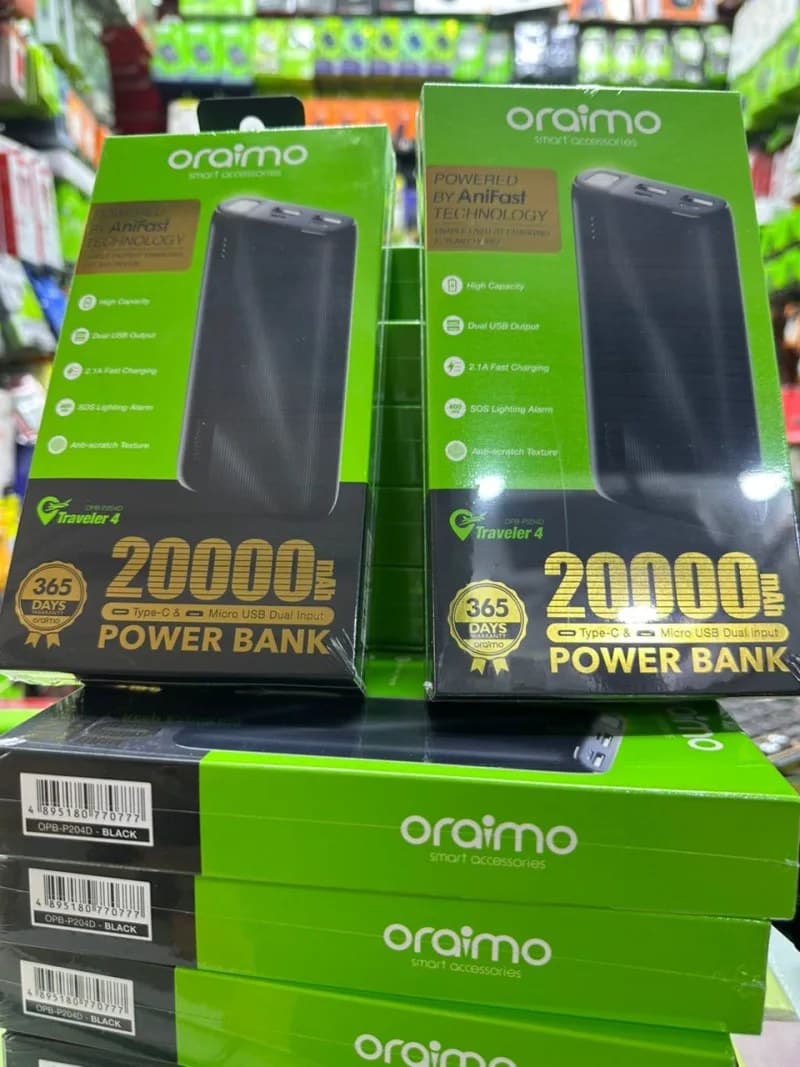 oraimo
smart accessories
POWERED
BY AniFast
TECHNOLOGY
High Capacity
Dual USB Output
2.1A Fast Charging
SOS Lighting Alarm
Anti-scratch Texture
OPB-P204D
Traveler 4
365
DAYS
WARRANTY
oraimo
20000mAh
Type-C & Micro USB Dual Input
POWER BANK
oraimo
smart accessories
POWERED
BY AniFast
TECHNOLOGY
High Capacity
Dual USB Output
2.1A Fast Charging
SOS Lighting Alarm
Anti-scratch Texture
OPB-P204D
Traveler 4
365
DAYS
WARRANTY
oraimo
20000mAh
Type-C & Micro USB Dual Input
POWER BANK
4 895180 770777
OPB-P204D - BLACK
oraimo
smart accessories
4 895180 770777
OPB-P204D - BLACK
oraimo
smart accessories
4 895180 770777
OPB-P204D - BLACK
oraimo